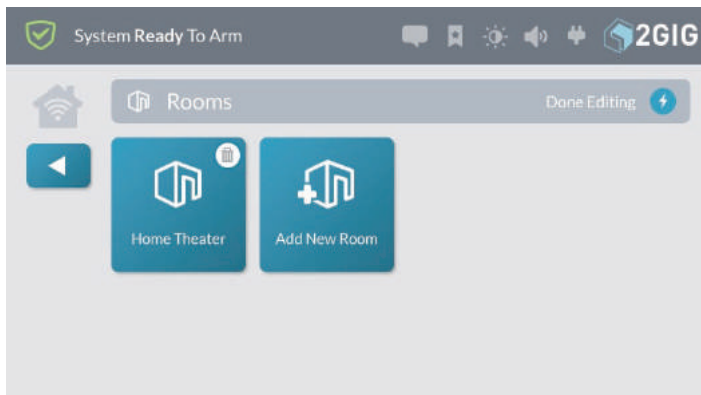 System Ready To Arm
2GIG
Rooms
Done Editing
Home Theater
Add New Room